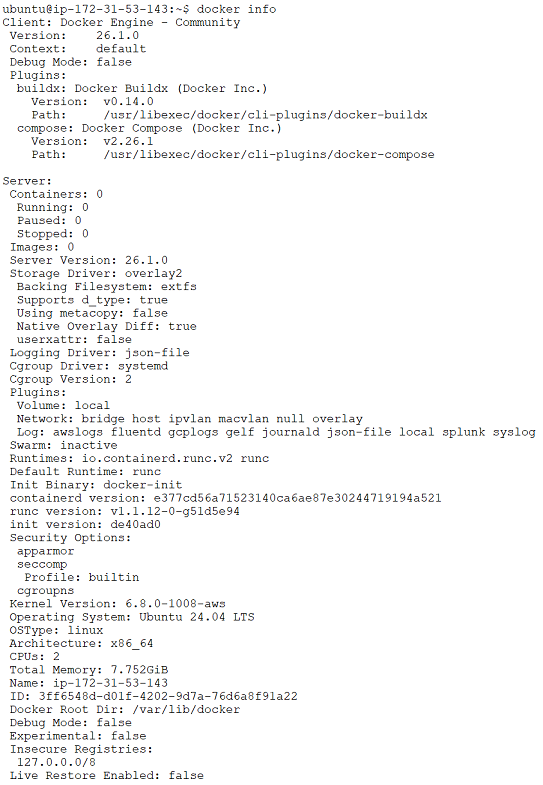 ubuntu@ip-172-31-53-143:~$ docker info
Client: Docker Engine - Community
 Version:    26.1.0
 Context:    default
 Debug Mode: false
 Plugins:
  buildx: Docker Buildx (Docker Inc.)
    Version:  v0.14.0
    Path:     /usr/libexec/docker/cli-plugins/docker-buildx
  compose: Docker Compose (Docker Inc.)
    Version:  v2.26.1
    Path:     /usr/libexec/docker/cli-plugins/docker-compose

Server:
 Containers: 0
  Running: 0
  Paused: 0
  Stopped: 0
 Images: 0
 Server Version: 26.1.0
 Storage Driver: overlay2
  Backing Filesystem: extfs
  Supports d_type: true
  Using metacopy: false
  Native Overlay Diff: true
  userxattr: false
 Logging Driver: json-file
 Cgroup Driver: systemd
 Cgroup Version: 2
 Plugins:
  Volume: local
  Network: bridge host ipvlan macvlan null overlay
  Log: awslogs fluentd gcplogs gelf journald json-file local splunk syslog
 Swarm: inactive
 Runtimes: io.containerd.runc.v2 runc
 Default Runtime: runc
 Init Binary: docker-init
 containerd version: e377cd56a71523140ca6ae87e30244719194a521
 runc version: v1.1.12-0-g51d5e94
 init version: de40ad0
 Security Options:
  apparmor
  seccomp
   Profile: builtin
  cgroupns
 Kernel Version: 6.8.0-1008-aws
 Operating System: Ubuntu 24.04 LTS
 OSType: linux
 Architecture: x86_64
 CPUs: 2
 Total Memory: 7.752GiB
 Name: ip-172-31-53-143
 ID: 3ff6548d-d01f-4202-9d7a-76d6a8f91a22
 Docker Root Dir: /var/lib/docker
 Debug Mode: false
 Experimental: false
 Insecure Registries:
  127.0.0.0/8
 Live Restore Enabled: false